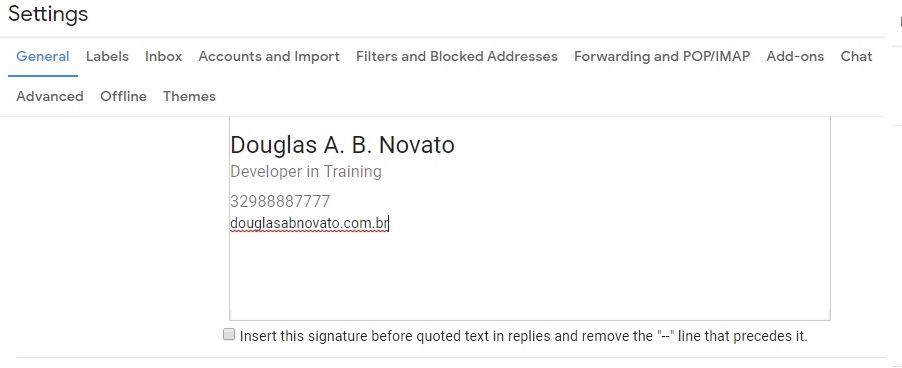 Settings
General Labels Inbox Accounts and Import Filters and Blocked Addresses Forwarding and POP/IMAP Add-ons Chat
Advanced Offline Themes
Douglas A. B. Novato
Developer in Training
32988887777
douglasabnovato.com.br
Insert this signature before quoted text in replies and remove the "--" line that precedes it.